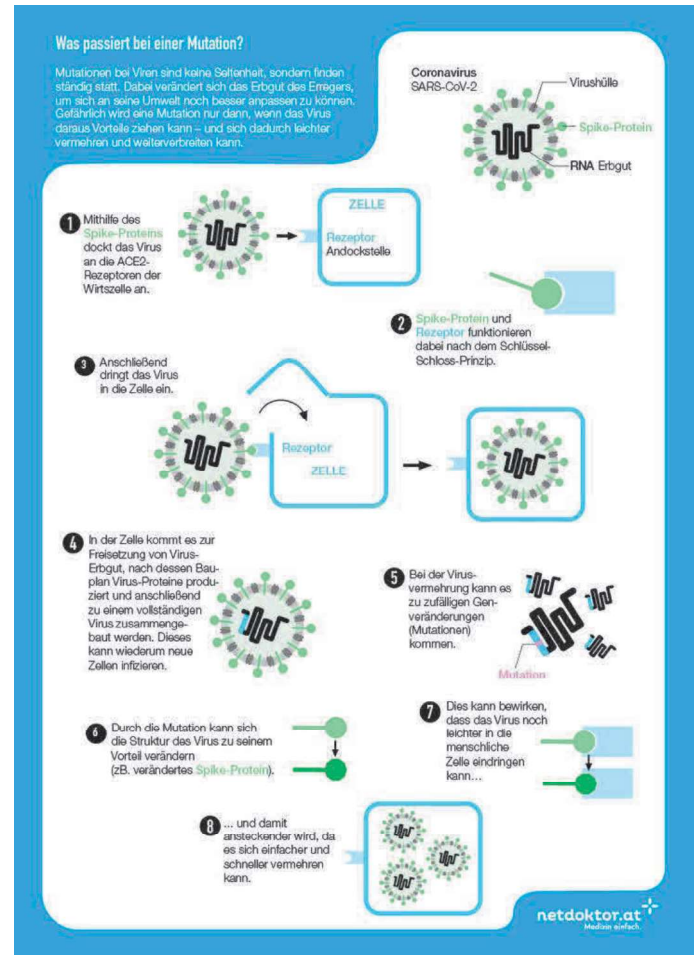 Was passiert bei einer Mutation?
Mutationen bei Viren sind keine Seltenheit, sondern finden
ständig statt. Dabei verändert sich das Erbgut des Erregers,
um sich an seine Umwelt noch besser anpassen zu können.
Gefährlich wird eine Mutation nur dann, wenn das Virus
daraus Vorteile ziehen kann – und sich dadurch leichter
vermehren und weiterverbreiten kann.
Coronavirus
SARS-CoV-2
Virushülle
Spike-Protein
RNA Erbgut
1 Mithilfe des
Spike-Proteins
dockt das Virus
an die ACE2-
Rezeptoren der
Wirtszelle an.
ZELLE
Rezeptor
Andockstelle
2 Spike-Protein und
Rezeptor funktionieren
dabei nach dem Schlüssel-
Schloss-Prinzip.
3 Anschließend
dringt das Virus
in die Zelle ein.
Rezeptor
ZELLE
4 In der Zelle kommt es zur
Freisetzung von Virus-
Erbgut, nach dessen Bau-
plan Virus-Proteine produ-
ziert und anschließend
zu einem vollständigen
Virus zusammenge-
baut werden. Dieses
kann wiederum neue
Zellen infizieren.
5 Bei der Virus-
vermehrung kann es
zu zufälligen Gen-
veränderungen
(Mutationen)
kommen.
Mutation
6 Durch die Mutation kann sich
die Struktur des Virus zu seinem
Vorteil verändern
(zB. verändertes Spike-Protein).
7 Dies kann bewirken,
dass das Virus noch
leichter in die
menschliche
Zelle eindringen
kann...
8 ... und damit
ansteckender wird, da
es sich einfacher und
schneller vermehren
kann.
netdoktor.at
Medizin einfach.